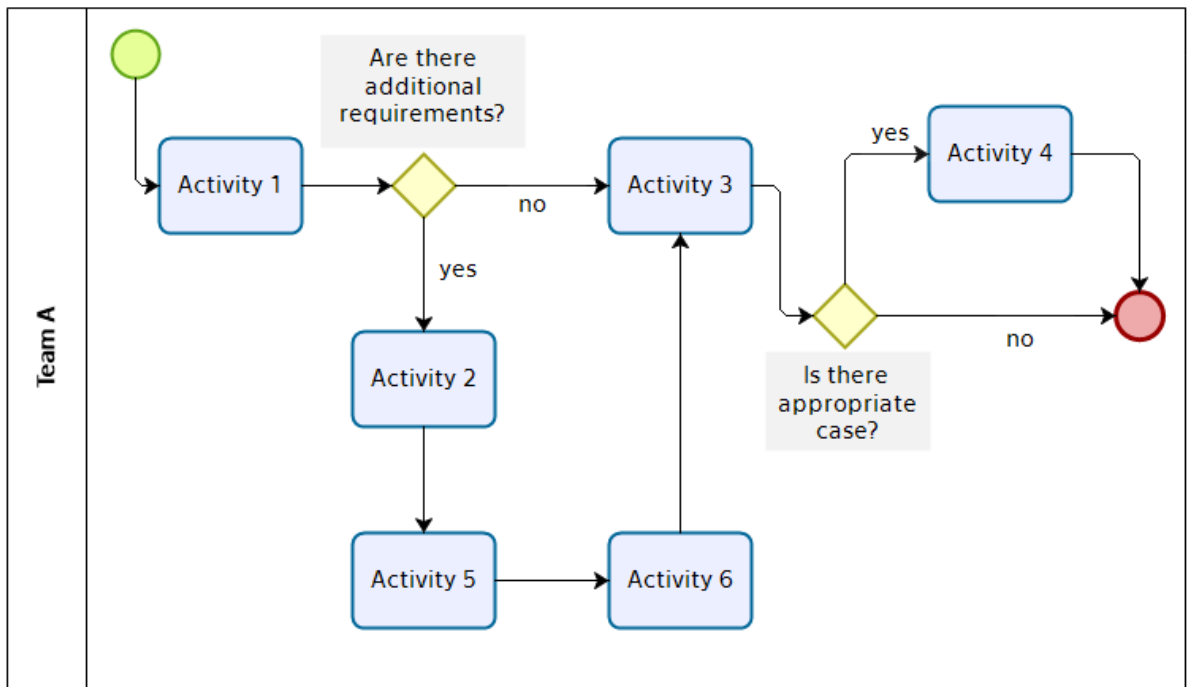 Team A
Are there
additional
requirements?
Activity 1
no
Activity 3
yes
Activity 4
yes
Activity 2
no
Is there
appropriate
case?
Activity 5
Activity 6